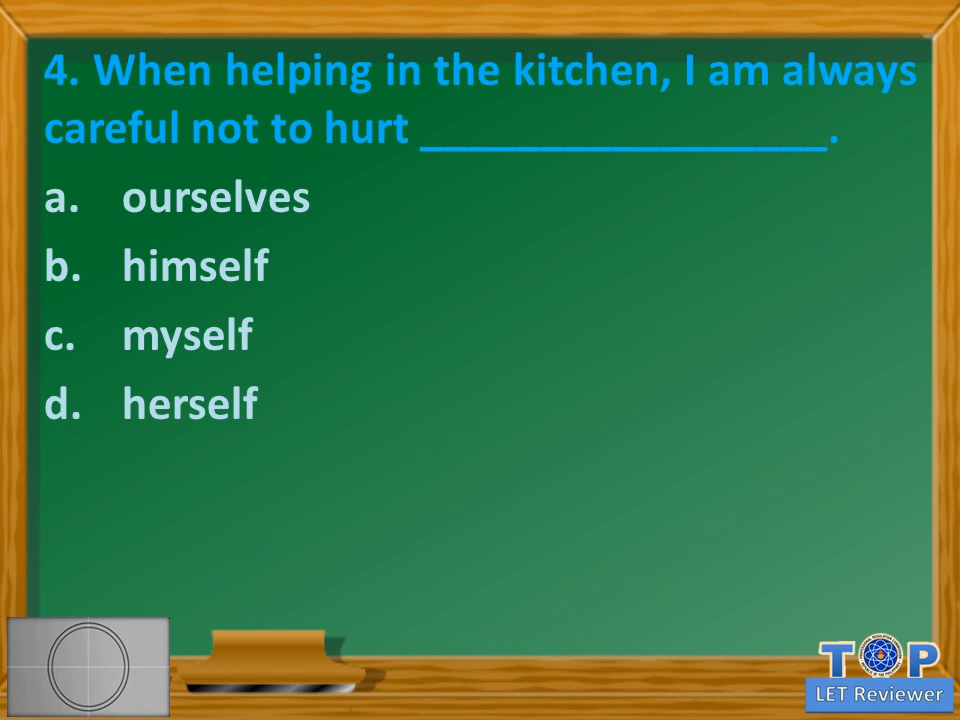 4. When helping in the kitchen, I am always
careful not to hurt _________________.
a. ourselves
b. himself
c. myself
d. herself
TOP
LET Reviewer